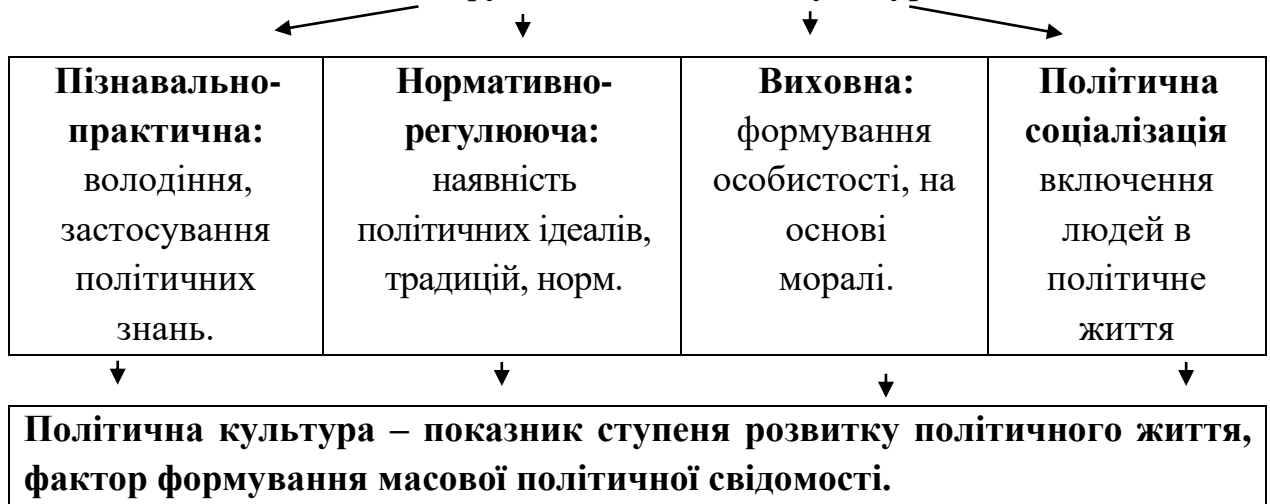 Пізнавально-
практична:
володіння,
застосування
політичних
знань.
Нормативно-
регулююча:
наявність
політичних ідеалів,
традицій, норм.
Виховна:
формування
особистості, на
основі
моралі.
Політична
соціалізація
включення
людей в
політичне
життя
Політична культура – показник ступеня розвитку політичного життя,
фактор формування масової політичної свідомості.